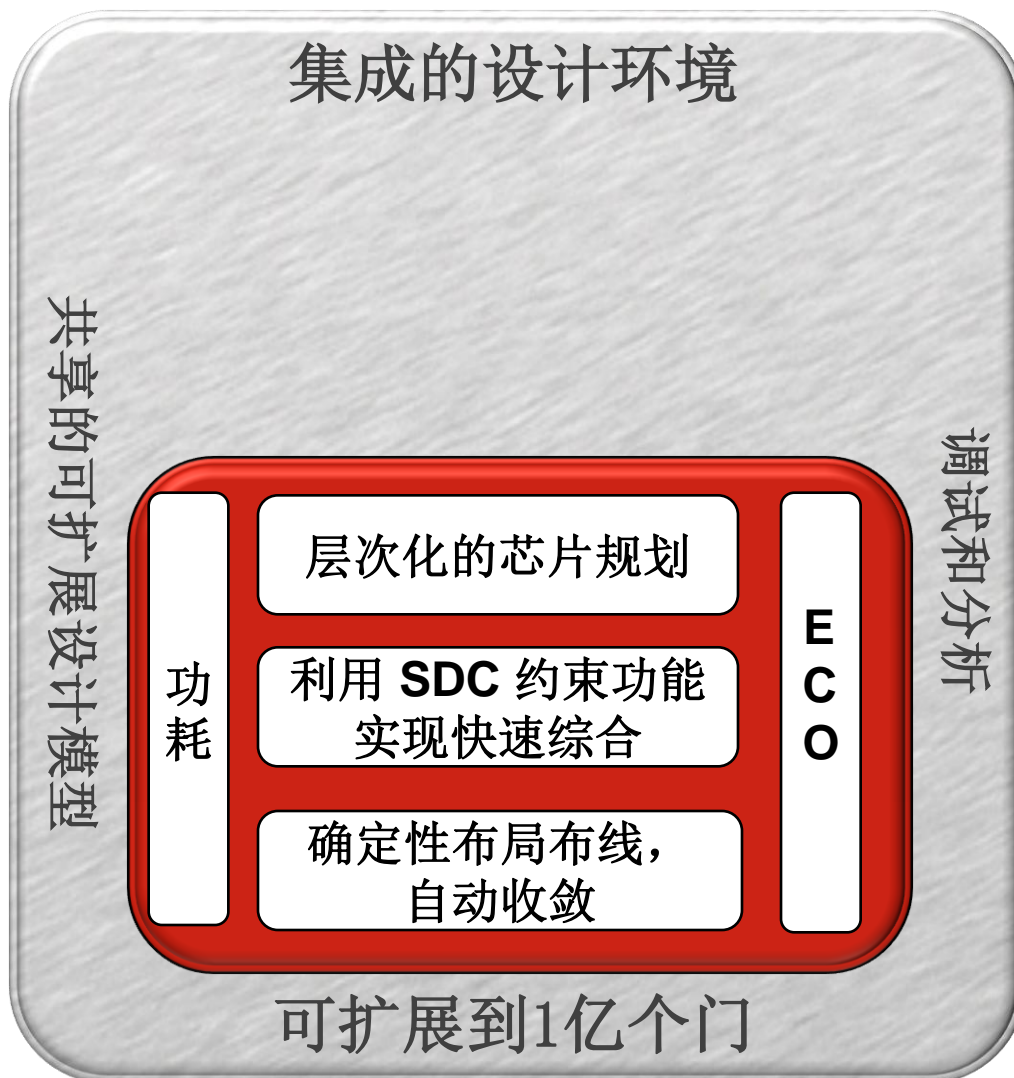 集成的设计环境
共享的可扩展设计模型
调试和分析
功耗
层次化的芯片规划
利用 SDC 约束功能
实现快速综合
确定性布局布线，
自动收敛
ECO
可扩展到1亿个门